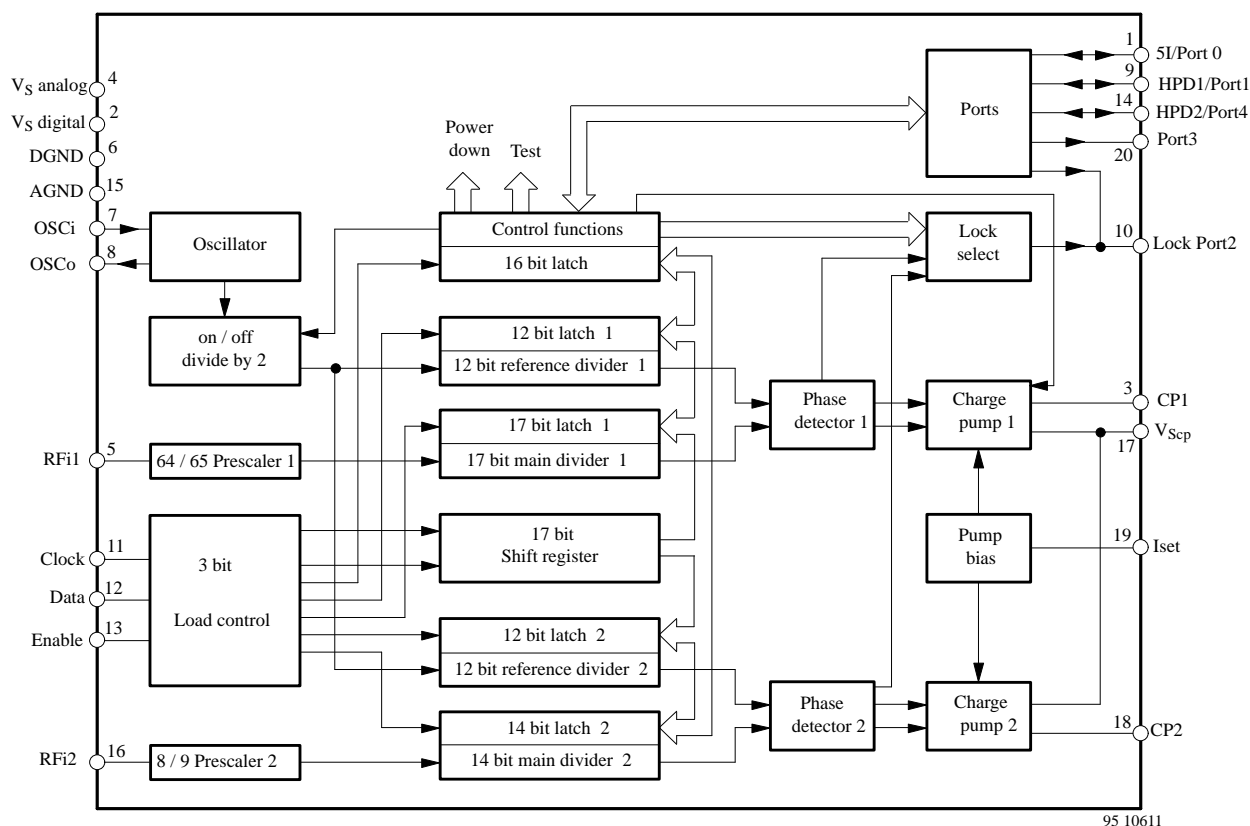 4
V_S analog
2
V_S digital
6
DGND
15
AGND
7
OSCi
8
OSCo
5
RFi1
11
Clock
12
Data
13
Enable
16
RFi2
Oscillator
on / off
divide by 2
64 / 65 Prescaler 1
3 bit
Load control
8 / 9 Prescaler 2
Power
down
Test
Control functions
16 bit latch
12 bit latch 1
12 bit reference divider 1
17 bit latch 1
17 bit main divider 1
17 bit
Shift register
12 bit latch 2
12 bit reference divider 2
14 bit latch 2
14 bit main divider 2
Phase
detector 1
Phase
detector 2
Ports
Lock
select
Charge
pump 1
Pump
bias
Charge
pump 2
1
5I/Port 0
9
HPD1/Port1
14
HPD2/Port4
Port3
20
10
Lock Port2
3
CP1
V_Scp
17
19
Iset
18
CP2
95 10611